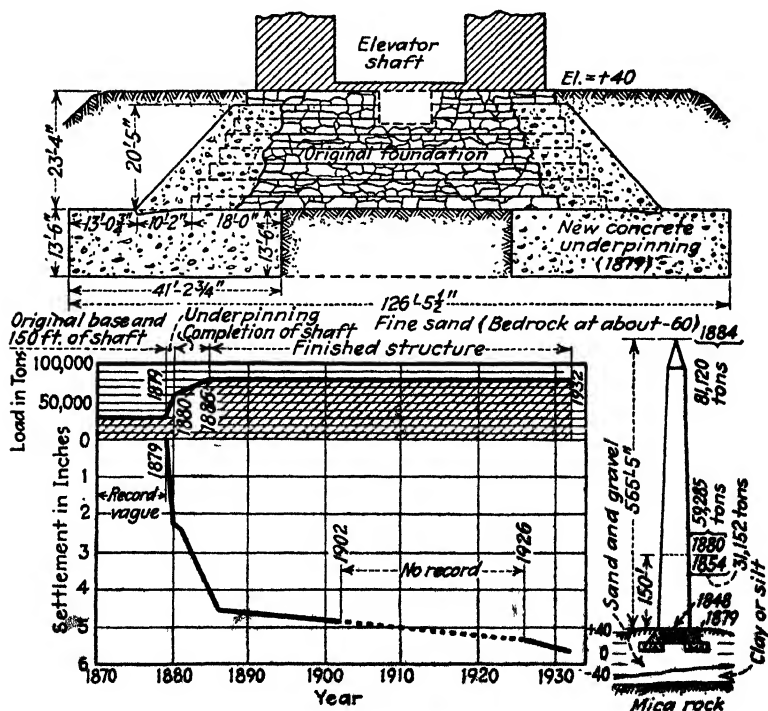 Elevator
shaft
El.=+40
Original foundation
23'-4"
20'-5"
13'-0¾"
10'-2"
18'-0"
13'-6"
13'-6"
New concrete
underpinning
(1879)
41'-2¾"
126'-5½"
Original base and
150 ft. of shaft
Underpinning
Completion of shaft
Finished structure
Fine sand (Bedrock at about -60)
Load in Tons
100,000
50,000
0
1879
1880
1886
1932
Settlement in Inches
1879
Record
vague
1902
1926
No record
1
2
3
4
5
6
1870
1880
1890
1900
1910
1920
1930
Year
1884
81,120
tons
565'-5"
Sand and gravel
59,285
tons
1880
1854
31,152 tons
150'
1848
1879
+40
0
-40
Clay or silt
Mica rock